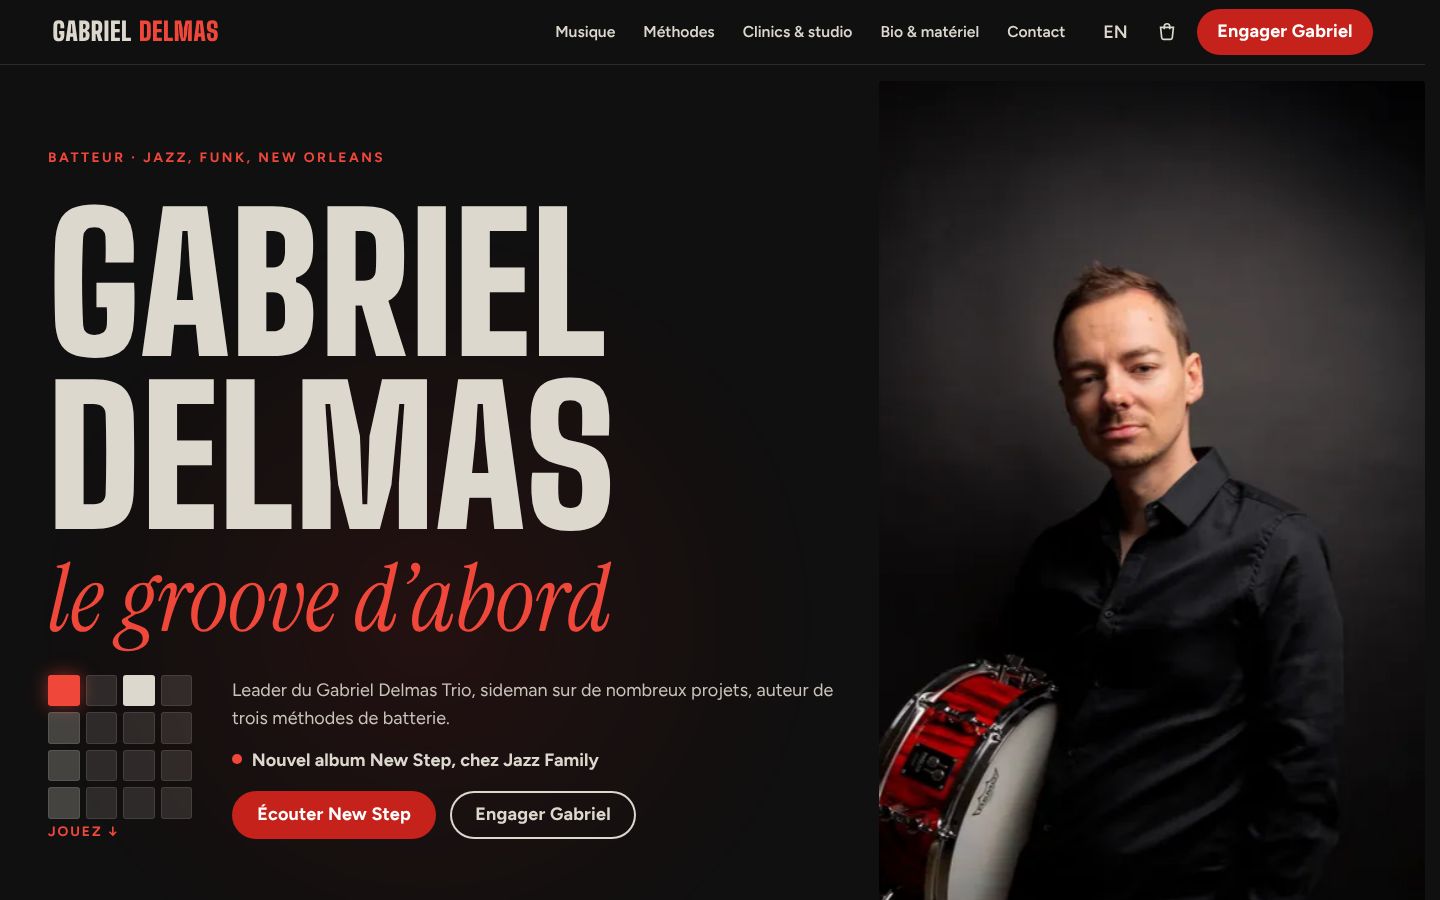 GABRIEL DELMAS
Musique
Méthodes
Clinics & studio
Bio & matériel
Contact
EN
Engager Gabriel
BATTEUR · JAZZ, FUNK, NEW ORLEANS
GABRIEL
DELMAS
le groove d’abord
Leader du Gabriel Delmas Trio, sideman sur de nombreux projets, auteur de
trois méthodes de batterie.
Nouvel album New Step, chez Jazz Family
Écouter New Step
Engager Gabriel
JOUEZ ↓